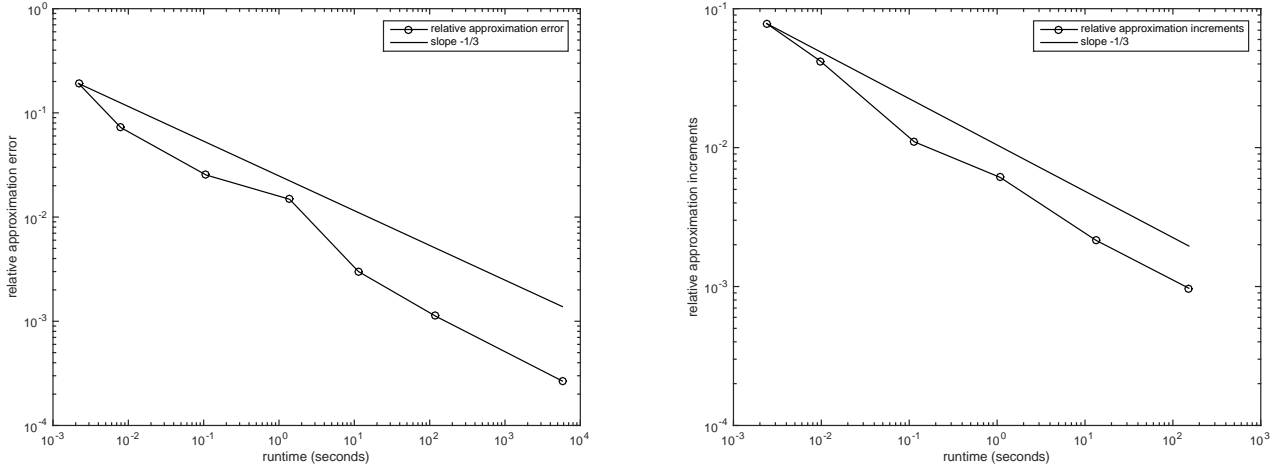 10^0
10^-1
10^-2
10^-3
10^-4
relative approximation error
relative approximation error
slope -1/3
10^-3 10^-2 10^-1 10^0 10^1 10^2 10^3 10^4
runtime (seconds)
10^-1
10^-2
10^-3
10^-4
relative approximation increments
relative approximation increments
slope -1/3
10^-3 10^-2 10^-1 10^0 10^1 10^2 10^3
runtime (seconds)